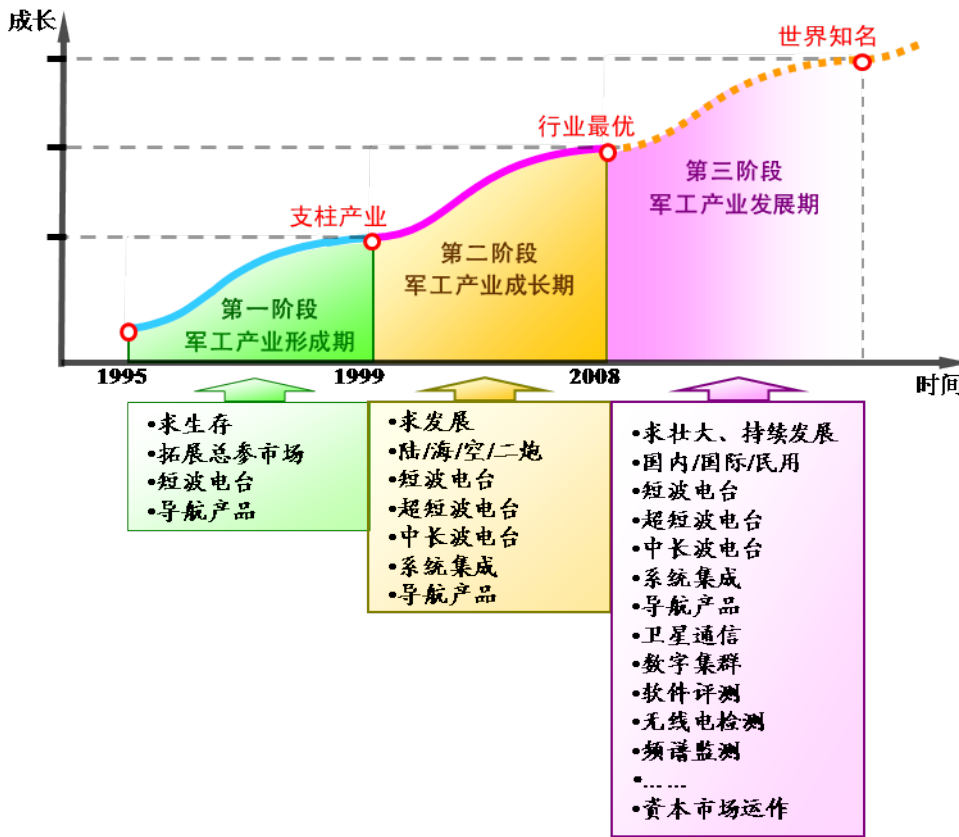 成长
世界知名
行业最优
支柱产业
第三阶段
军工产业发展期
第二阶段
军工产业成长期
第一阶段
军工产业形成期
1995
1999
2008
时间
•求生存
•拓展总参市场
•短波电台
•导航产品
•求发展
•陆/海/空/二炮
•短波电台
•超短波电台
•中长波电台
•系统集成
•导航产品
•求壮大、持续发展
•国内/国际/民用
•短波电台
•超短波电台
•中长波电台
•系统集成
•导航产品
•卫星通信
•数字集群
•软件评测
•无线电检测
•频谱监测
•... ...
•资本市场运作